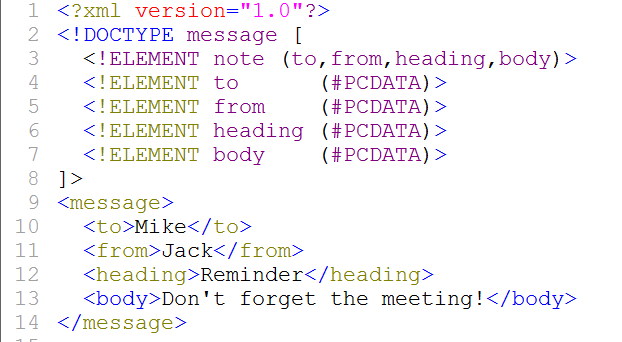 1 <?xml version="1.0"?>
2 <!DOCTYPE message [
3   <!ELEMENT note (to,from,heading,body)>
4   <!ELEMENT to      (#PCDATA)>
5   <!ELEMENT from    (#PCDATA)>
6   <!ELEMENT heading (#PCDATA)>
7   <!ELEMENT body    (#PCDATA)>
8 ]>
9 <message>
10   <to>Mike</to>
11   <from>Jack</from>
12   <heading>Reminder</heading>
13   <body>Don't forget the meeting!</body>
14 </message>